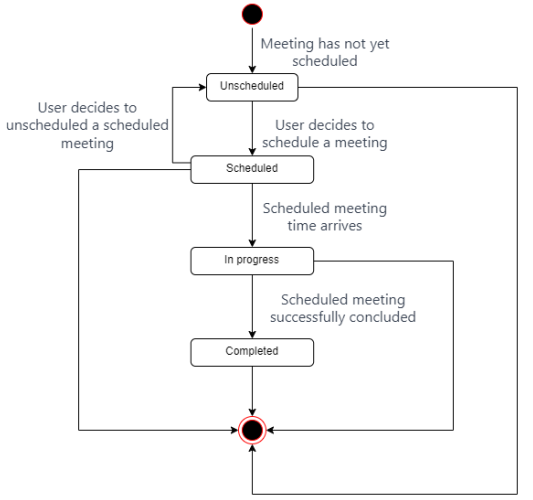 Meeting has not yet
scheduled
Unscheduled
User decides to
unscheduled a scheduled
meeting
User decides to
schedule a meeting
Scheduled
Scheduled meeting
time arrives
In progress
Scheduled meeting
successfully concluded
Completed